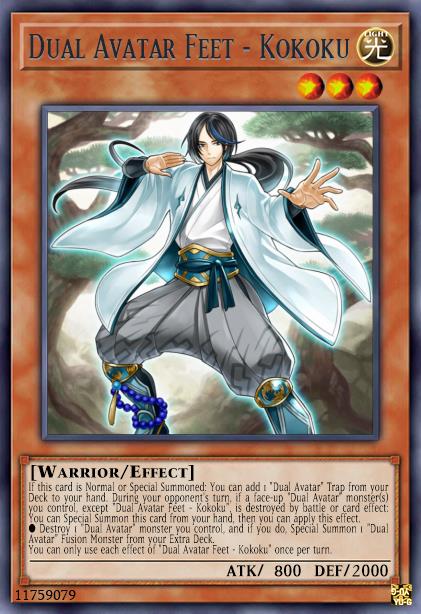 DUAL AVATAR FEET - KOKOKU
LIGHT
光
[WARRIOR/EFFECT]
If this card is Normal or Special Summoned: You can add 1 "Dual Avatar" Trap from your
Deck to your hand. During your opponent's turn, if a face-up "Dual Avatar" monster(s)
you control, except "Dual Avatar Feet - Kokoku", is destroyed by battle or card effect:
You can Special Summon this card from your hand, then you can apply this effect.
● Destroy 1 "Dual Avatar" monster you control, and if you do, Special Summon 1 "Dual
Avatar" Fusion Monster from your Extra Deck.
You can only use each effect of "Dual Avatar Feet - Kokoku" once per turn.
ATK/ 800 DEF/2000
11759079